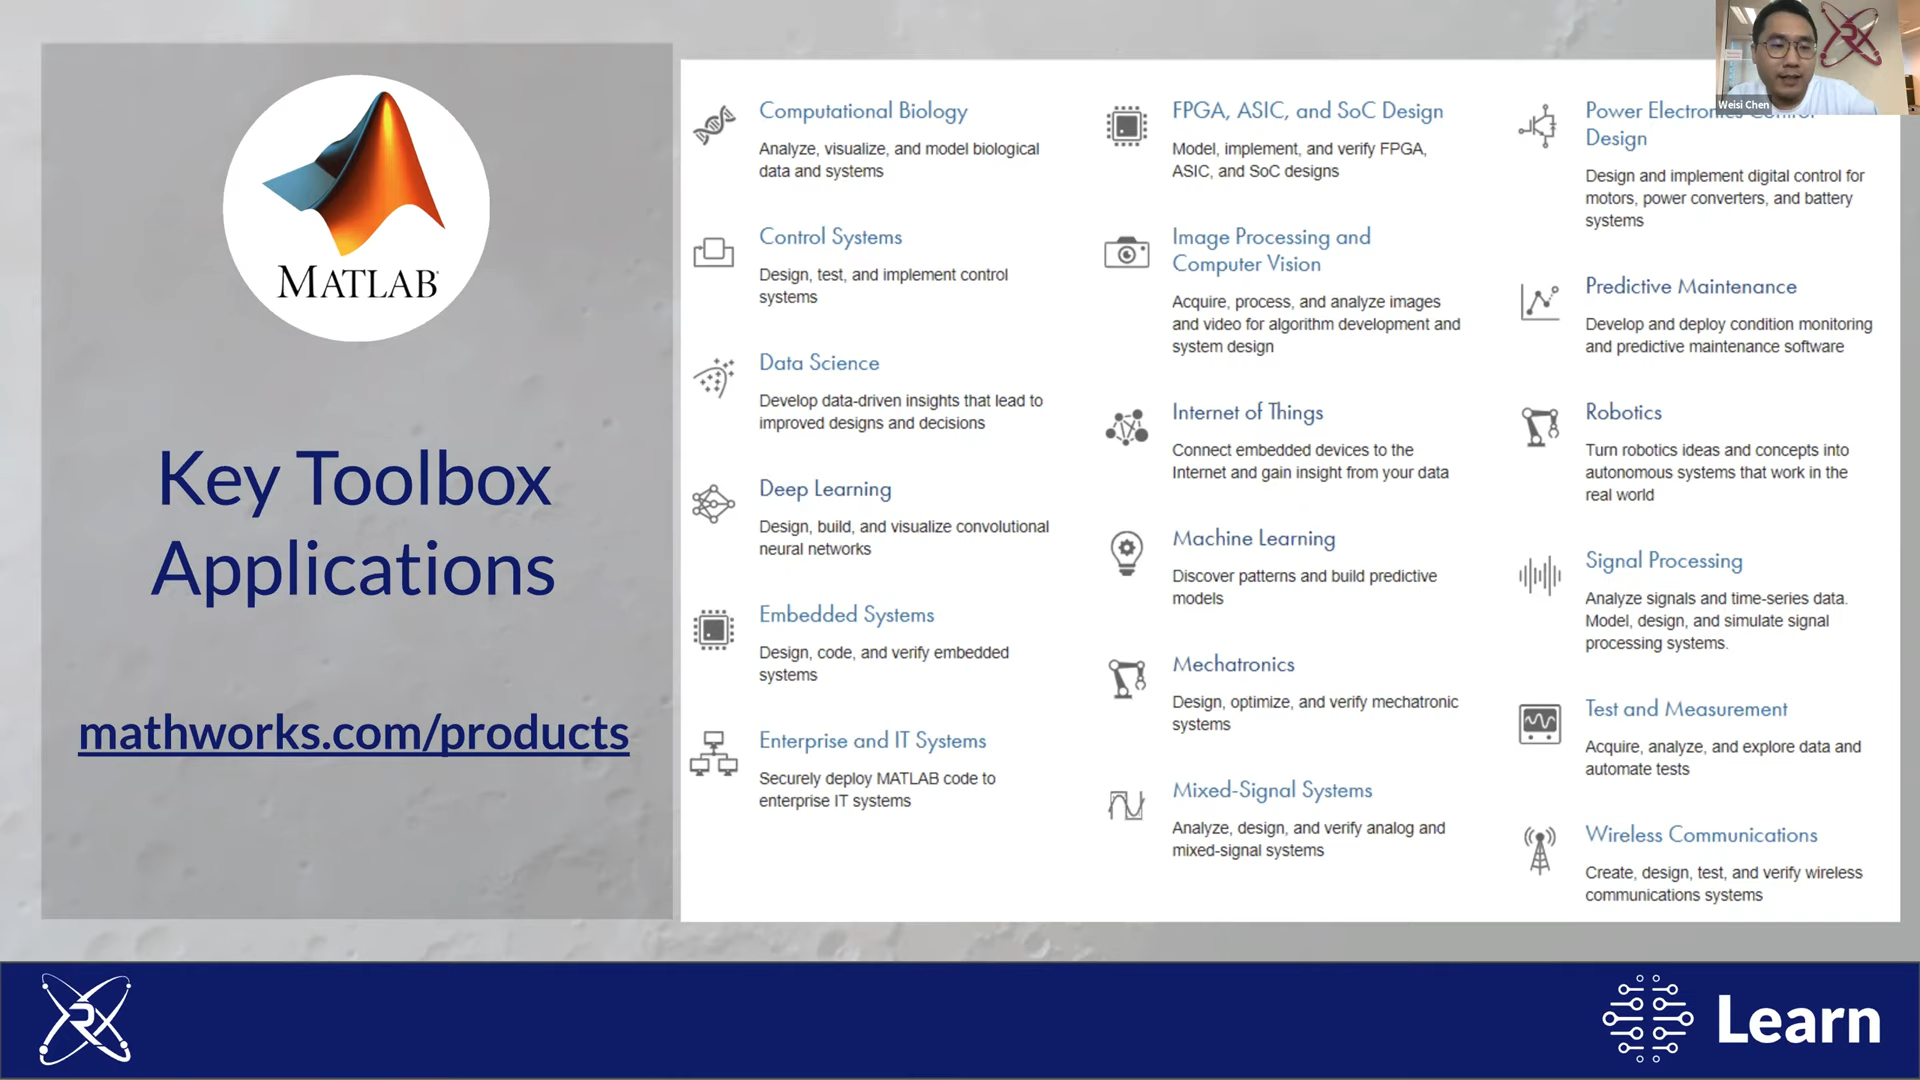 MATLAB
Key Toolbox
Applications
mathworks.com/products
Computational Biology
Analyze, visualize, and model biological
data and systems
Control Systems
Design, test, and implement control
systems
Data Science
Develop data-driven insights that lead to
improved designs and decisions
Deep Learning
Design, build, and visualize convolutional
neural networks
Embedded Systems
Design, code, and verify embedded
systems
Enterprise and IT Systems
Securely deploy MATLAB code to
enterprise IT systems
FPGA, ASIC, and SoC Design
Model, implement, and verify FPGA,
ASIC, and SoC designs
Image Processing and
Computer Vision
Acquire, process, and analyze images
and video for algorithm development and
system design
Internet of Things
Connect embedded devices to the
Internet and gain insight from your data
Machine Learning
Discover patterns and build predictive
models
Mechatronics
Design, optimize, and verify mechatronic
systems
Mixed-Signal Systems
Analyze, design, and verify analog and
mixed-signal systems
Weisi Chen
Power Electronics Control
Design
Design and implement digital control for
motors, power converters, and battery
systems
Predictive Maintenance
Develop and deploy condition monitoring
and predictive maintenance software
Robotics
Turn robotics ideas and concepts into
autonomous systems that work in the
real world
Signal Processing
Analyze signals and time-series data.
Model, design, and simulate signal
processing systems.
Test and Measurement
Acquire, analyze, and explore data and
automate tests
Wireless Communications
Create, design, test, and verify wireless
communications systems
Learn